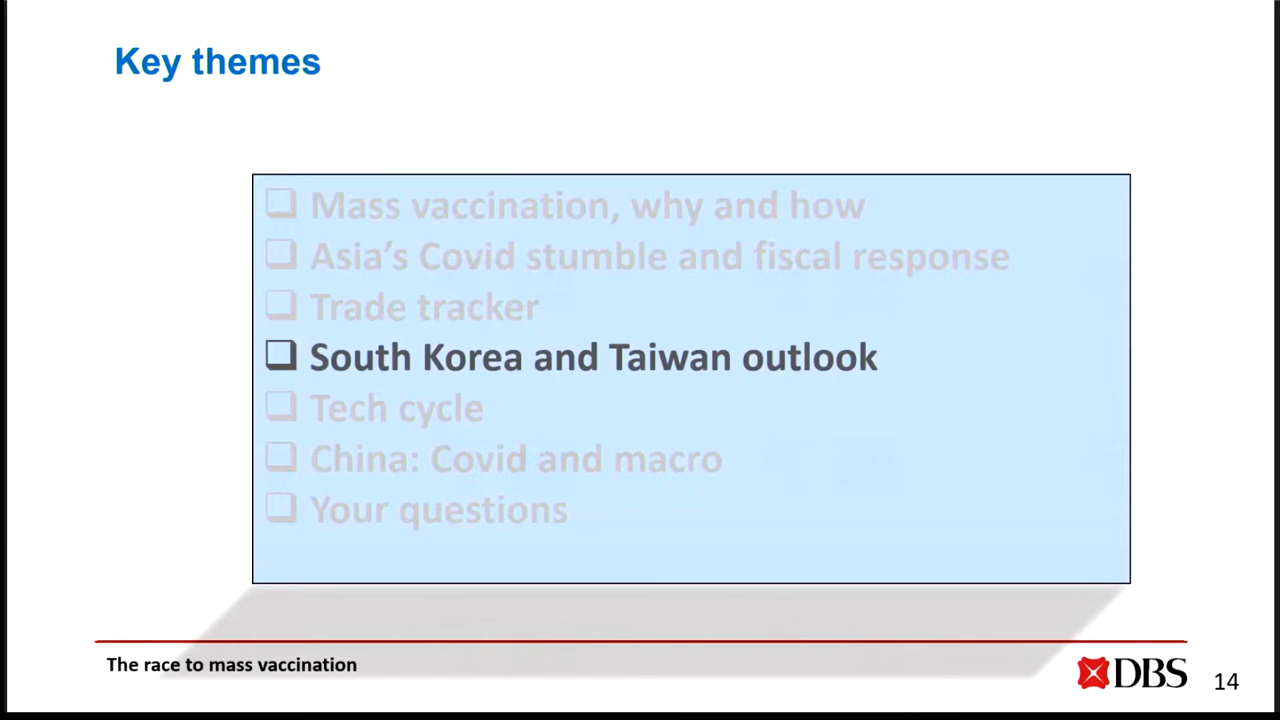 Key themes
❑ Mass vaccination, why and how
❑ Asia’s Covid stumble and fiscal response
❑ Trade tracker
❑ South Korea and Taiwan outlook
❑ Tech cycle
❑ China: Covid and macro
❑ Your questions
The race to mass vaccination
DBS
14